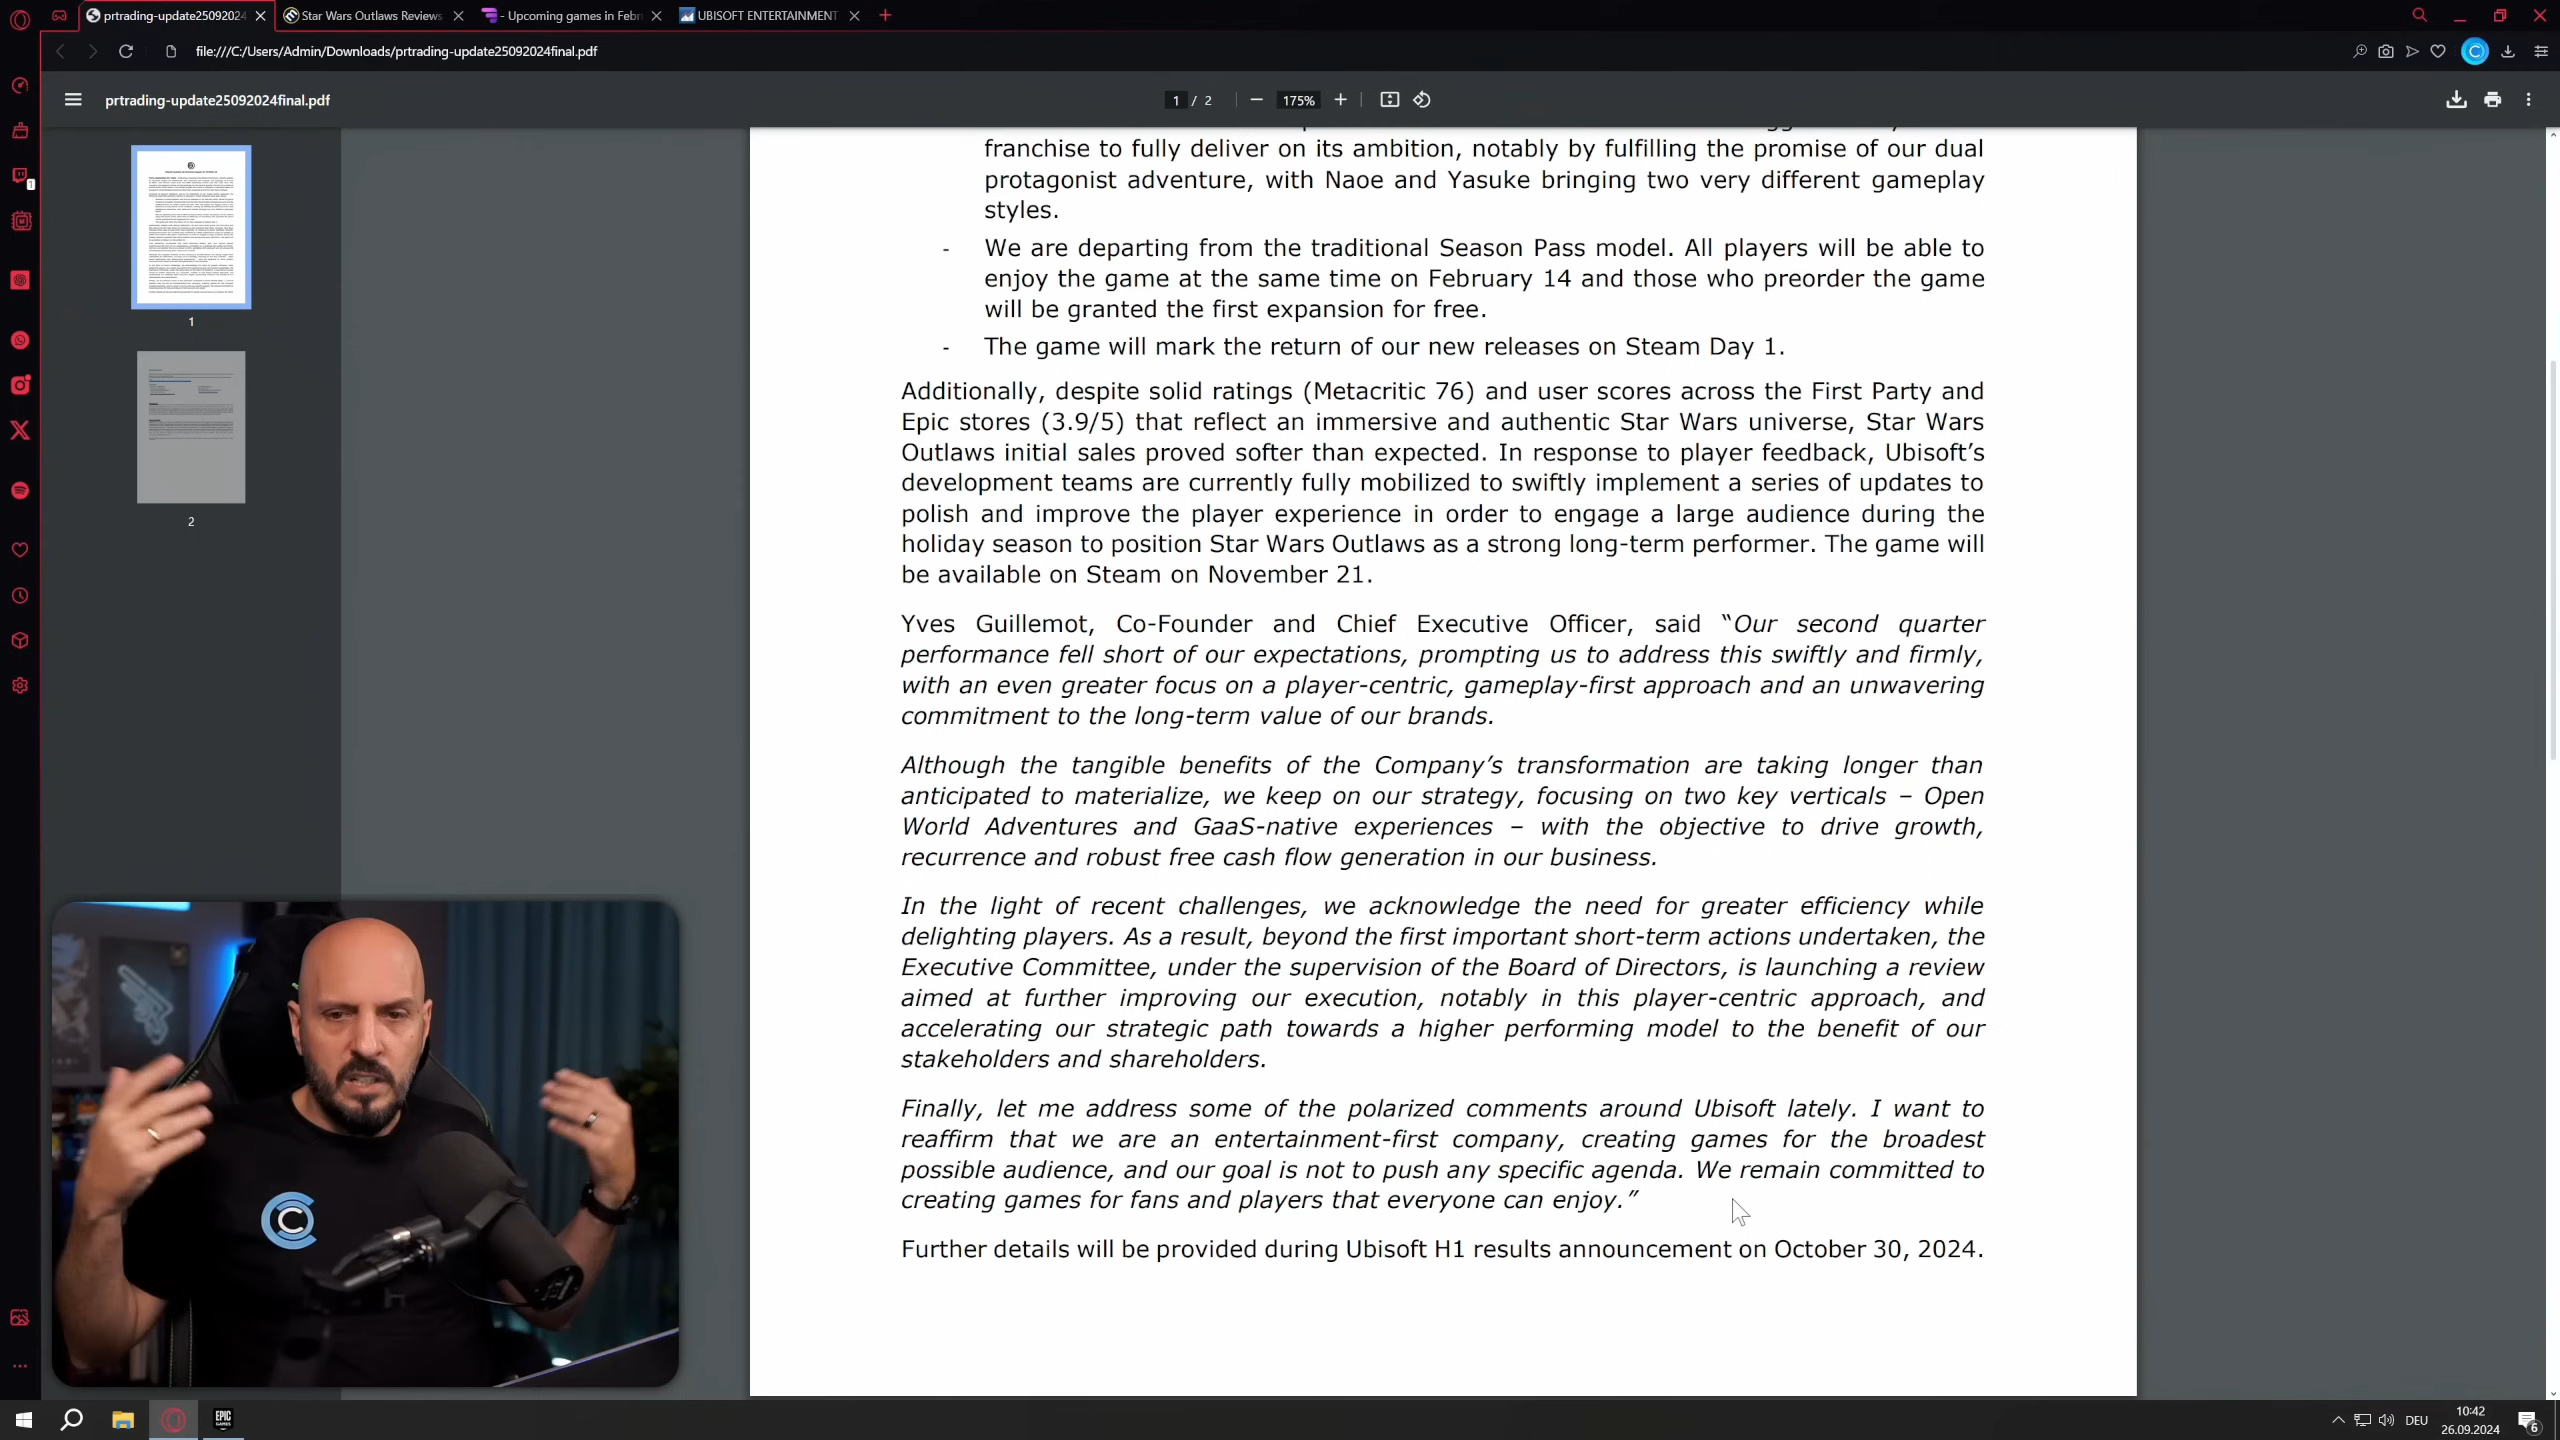 prtrading-update25092024
Star Wars Outlaws Reviews
- Upcoming games in Febr
UBISOFT ENTERTAINMENT
file:///C:/Users/Admin/Downloads/prtrading-update25092024final.pdf
prtrading-update25092024final.pdf
1 / 2
175%
1
1
2
franchise to fully deliver on its ambition, notably by fulfilling the promise of our dual
protagonist adventure, with Naoe and Yasuke bringing two very different gameplay
styles.
- We are departing from the traditional Season Pass model. All players will be able to
enjoy the game at the same time on February 14 and those who preorder the game
will be granted the first expansion for free.
- The game will mark the return of our new releases on Steam Day 1.
Additionally, despite solid ratings (Metacritic 76) and user scores across the First Party and
Epic stores (3.9/5) that reflect an immersive and authentic Star Wars universe, Star Wars
Outlaws initial sales proved softer than expected. In response to player feedback, Ubisoft’s
development teams are currently fully mobilized to swiftly implement a series of updates to
polish and improve the player experience in order to engage a large audience during the
holiday season to position Star Wars Outlaws as a strong long-term performer. The game will
be available on Steam on November 21.
Yves Guillemot, Co-Founder and Chief Executive Officer, said “Our second quarter
performance fell short of our expectations, prompting us to address this swiftly and firmly,
with an even greater focus on a player-centric, gameplay-first approach and an unwavering
commitment to the long-term value of our brands.
Although the tangible benefits of the Company’s transformation are taking longer than
anticipated to materialize, we keep on our strategy, focusing on two key verticals – Open
World Adventures and GaaS-native experiences – with the objective to drive growth,
recurrence and robust free cash flow generation in our business.
In the light of recent challenges, we acknowledge the need for greater efficiency while
delighting players. As a result, beyond the first important short-term actions undertaken, the
Executive Committee, under the supervision of the Board of Directors, is launching a review
aimed at further improving our execution, notably in this player-centric approach, and
accelerating our strategic path towards a higher performing model to the benefit of our
stakeholders and shareholders.
Finally, let me address some of the polarized comments around Ubisoft lately. I want to
reaffirm that we are an entertainment-first company, creating games for the broadest
possible audience, and our goal is not to push any specific agenda. We remain committed to
creating games for fans and players that everyone can enjoy.”
Further details will be provided during Ubisoft H1 results announcement on October 30, 2024.
EPIC
GAMES
DEU
10:42
26.09.2024
6